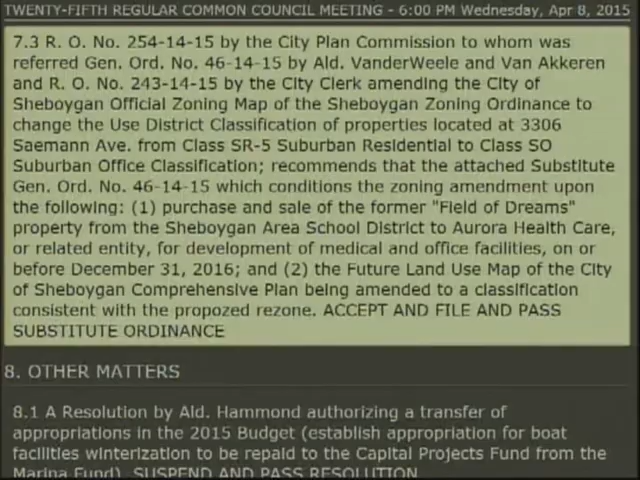 TWENTY-FIFTH REGULAR COMMON COUNCIL MEETING - 6:00 PM Wednesday, Apr 8, 2015
7.3 R. O. No. 254-14-15 by the City Plan Commission to whom was
referred Gen. Ord. No. 46-14-15 by Ald. VanderWeele and Van Akkeren
and R. O. No. 243-14-15 by the City Clerk amending the City of
Sheboygan Official Zoning Map of the Sheboygan Zoning Ordinance to
change the Use District Classification of properties located at 3306
Saemann Ave. from Class SR-5 Suburban Residential to Class SO
Suburban Office Classification; recommends that the attached Substitute
Gen. Ord. No. 46-14-15 which conditions the zoning amendment upon
the following: (1) purchase and sale of the former "Field of Dreams"
property from the Sheboygan Area School District to Aurora Health Care,
or related entity, for development of medical and office facilities, on or
before December 31, 2016; and (2) the Future Land Use Map of the City
of Sheboygan Comprehensive Plan being amended to a classification
consistent with the propozed rezone. ACCEPT AND FILE AND PASS
SUBSTITUTE ORDINANCE
8. OTHER MATTERS
8.1 A Resolution by Ald. Hammond authorizing a transfer of
appropriations in the 2015 Budget (establish appropriation for boat
facilities winterization to be repaid to the Capital Projects Fund from the
Marina Fund). SUSPEND AND PASS RESOLUTION